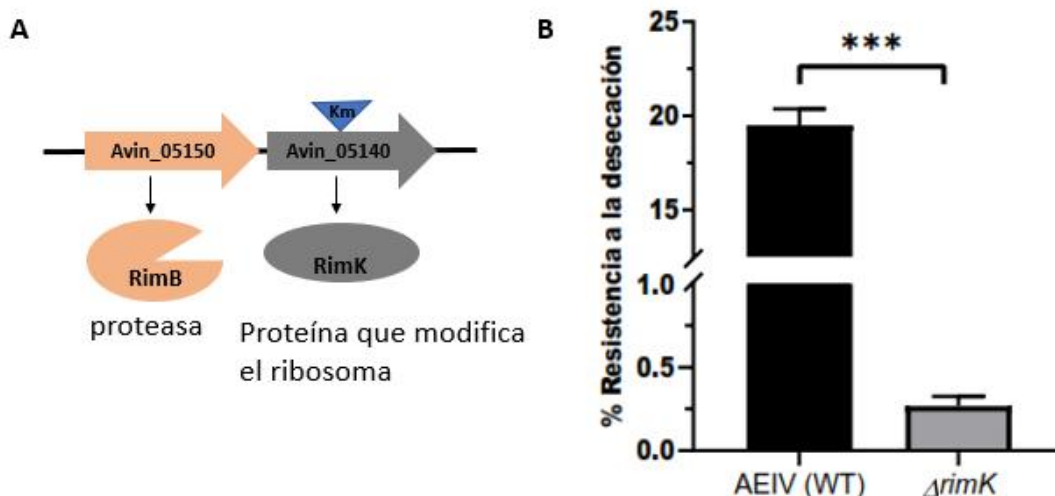 A
Km
Avin_05150
Avin_05140
RimB
RimK
proteasa
Proteína que modifica
el ribosoma
B
% Resistencia a la desecación
25
20
15
1.0
0.5
0.0
***
AEIV (WT)
ΔrimK